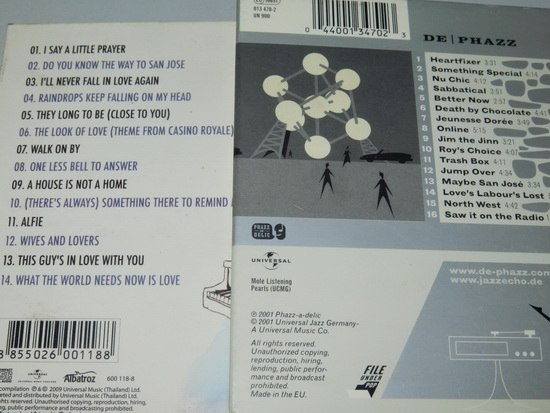 01. I SAY A LITTLE PRAYER
02. DO YOU KNOW THE WAY TO SAN JOSE
03. I'LL NEVER FALL IN LOVE AGAIN
04. RAINDROPS KEEP FALLING ON MY HEAD
05. THEY LONG TO BE (CLOSE TO YOU)
06. THE LOOK OF LOVE (THEME FROM CASINO ROYALE)
07. WALK ON BY
08. ONE LESS BELL TO ANSWER
09. A HOUSE IS NOT A HOME
10. (THERE'S ALWAYS) SOMETHING THERE TO REMIND
11. ALFIE
12. WIVES AND LOVERS
13. THIS GUY'S IN LOVE WITH YOU
14. WHAT THE WORLD NEEDS NOW IS LOVE
8 855026 001188
UNIVERSAL
Albatroz
600 118-8
compilation ℗ & © 2009 Universal Music (Thailand) Ltd.
and distributed by Universal Music (Thailand) Ltd.
All rights reserved. Unauthorized copying, reproduction, hiring,
lending, public performance and broadcasting prohibited.
013 470-2
UN 900
0 44001 34702 3
DE | PHAZZ
1 Heartfixer 3:31
2 Something Special 4:14
3 Nu Chic 4:12
4 Sabbatical 3:51
5 Better Now 2:57
6 Death by Chocolate 4:41
7 Jeunesse Dorée 3:49
8 Online 5:15
9 Jim the Jinn 3:21
10 Roy's Choice 4:07
11 Trash Box 4:11
12 Jump Over 4:34
13 Maybe San José 3:34
14 Love's Labour's Lost
15 North West 4:42
16 Saw it on the Radio
PHAZZ
A
DELIC
UNIVERSAL
Mole Listening
Pearls (UCMG)
℗ 2001 Phazz-a-delic
© 2001 Universal Jazz Germany-
A Universal Music Co.
All rights reserved.
Unauthorized copying,
reproduction, hiring,
lending, public perfor-
mance and broadcast
prohibited.
Made in the EU.
www.de-phazz.com
www.jazzecho.de
FILE
UNDER
POP